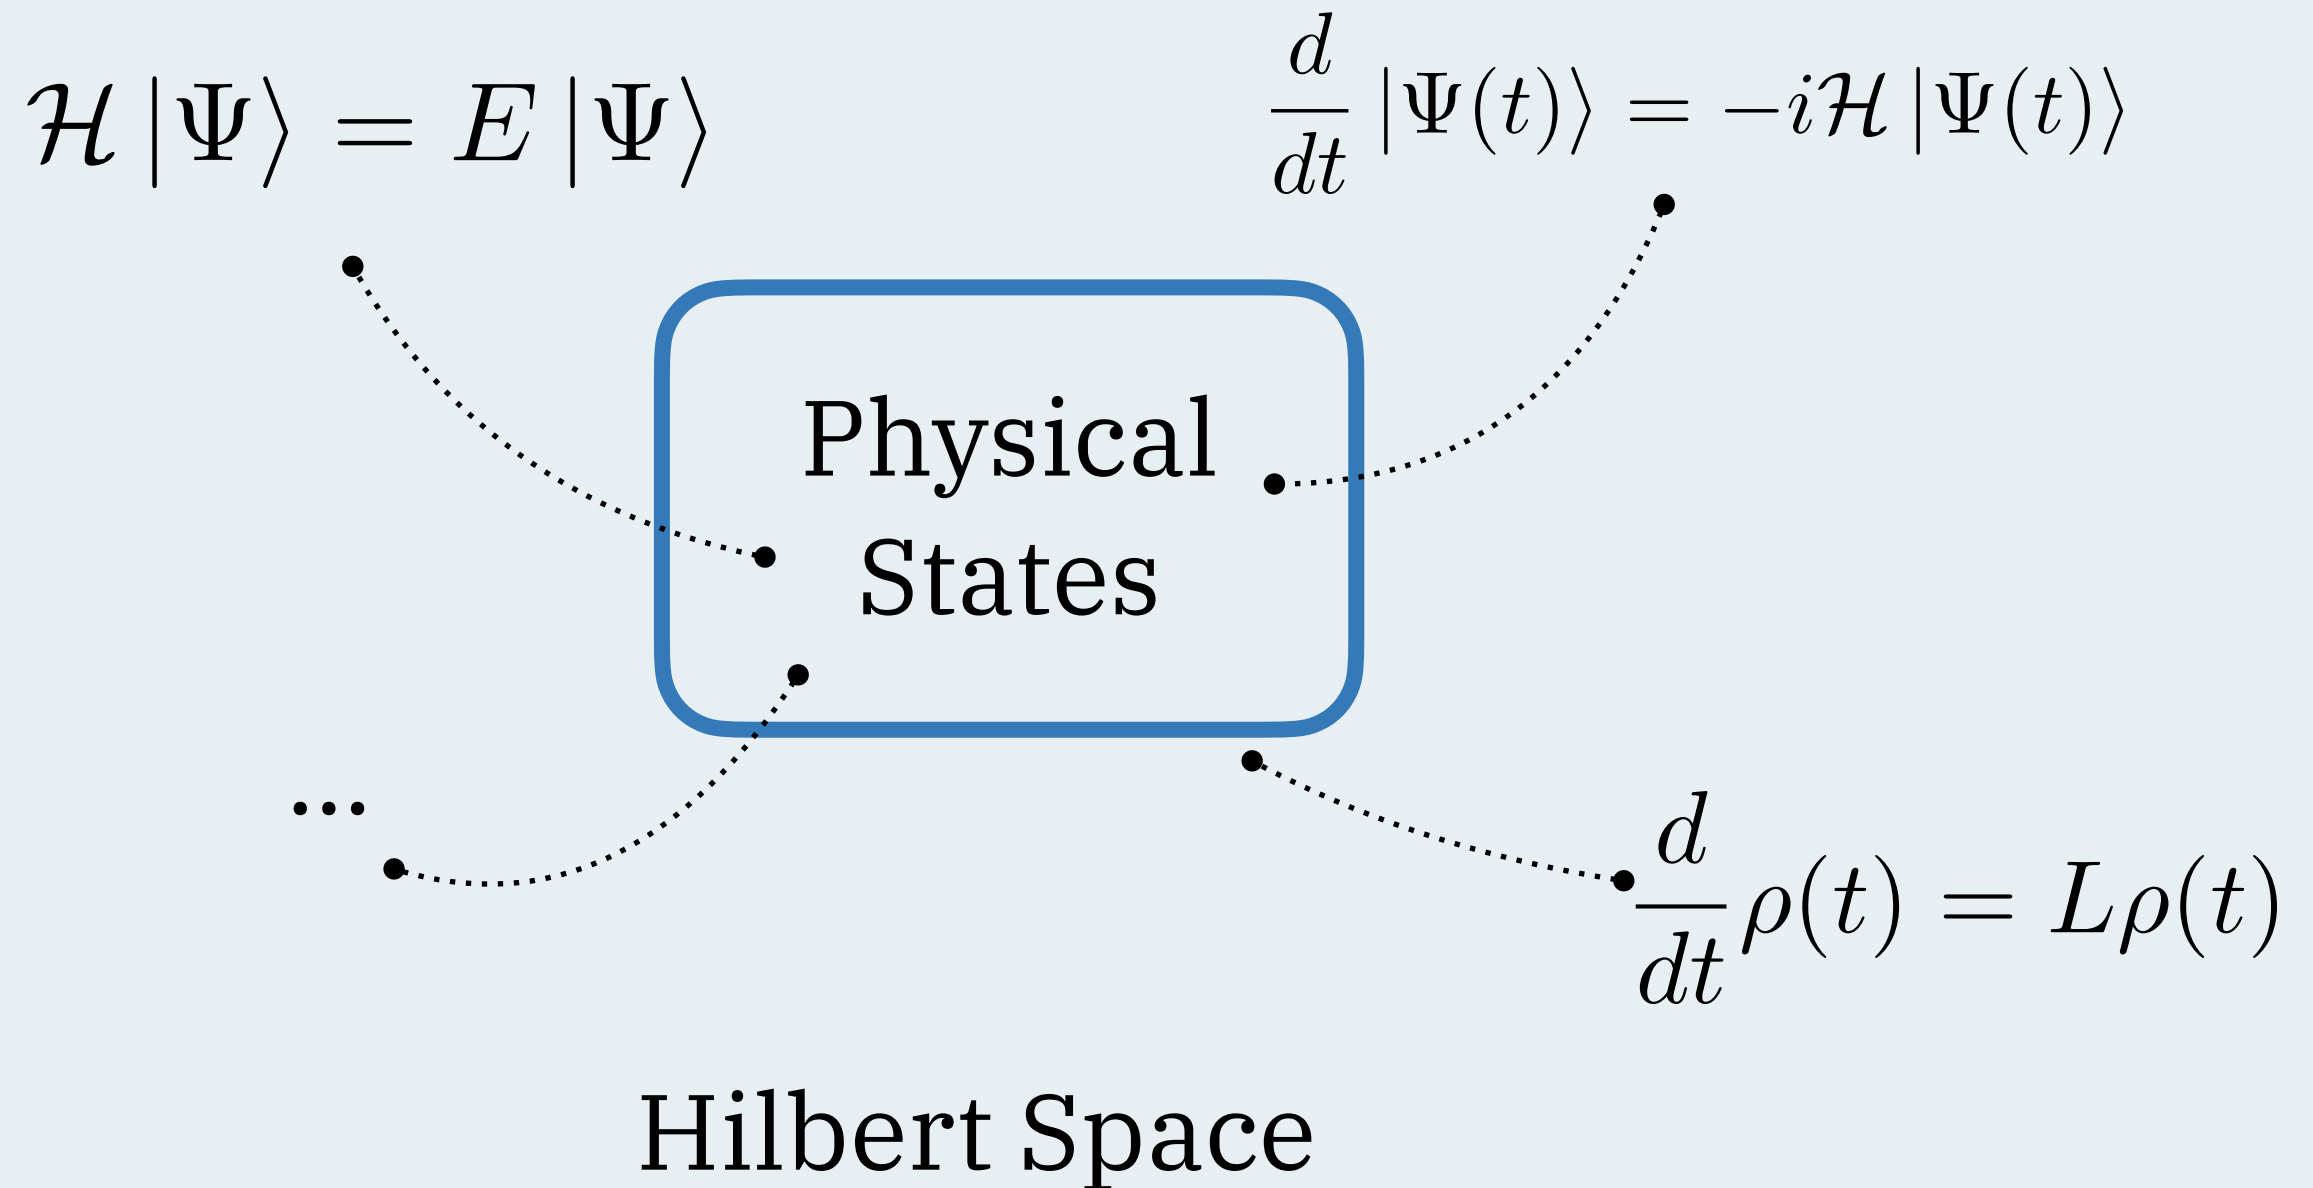 ℋ |Ψ⟩ = E |Ψ⟩
d/dt |Ψ(t)⟩ = −iℋ |Ψ(t)⟩
Physical
States
...
d/dt ρ(t) = Lρ(t)
Hilbert Space